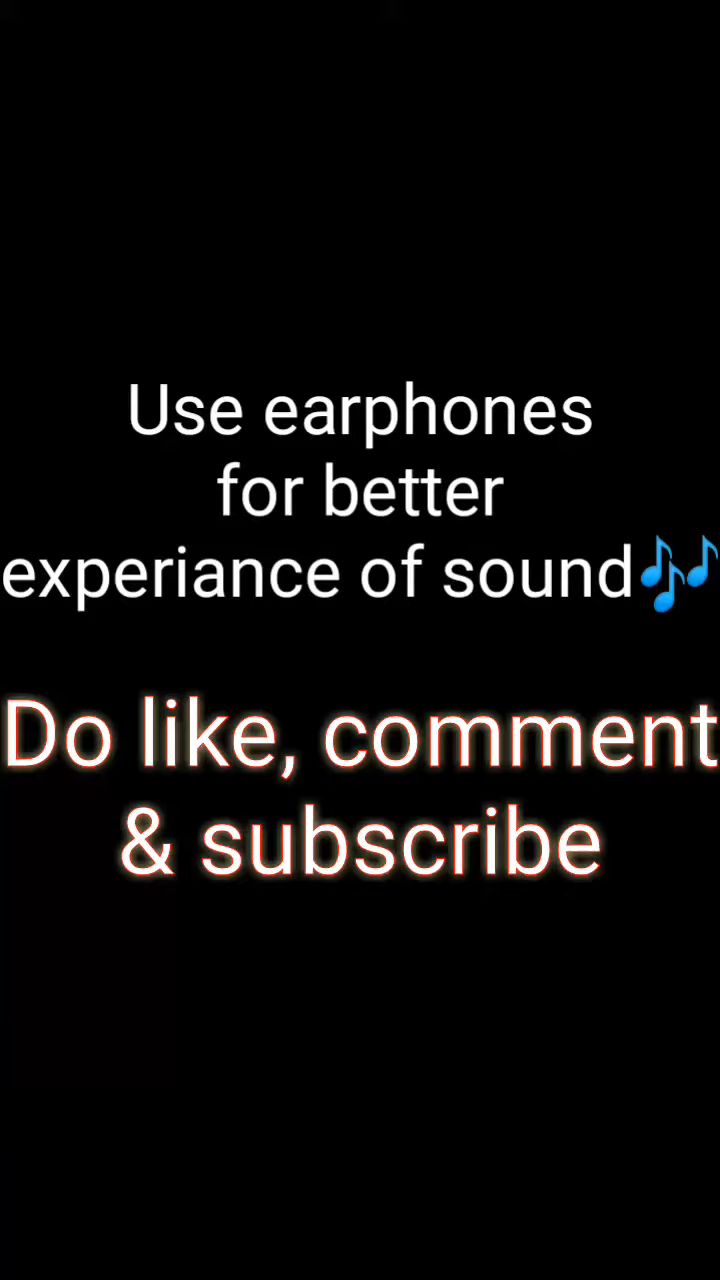 Use earphones
for better
experiance of sound🎶
Do like, comment
& subscribe